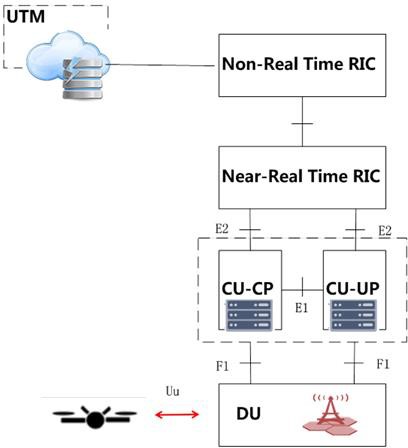 UTM
Non-Real Time RIC
Near-Real Time RIC
E2
E2
CU-CP
CU-UP
E1
F1
F1
Uu
DU